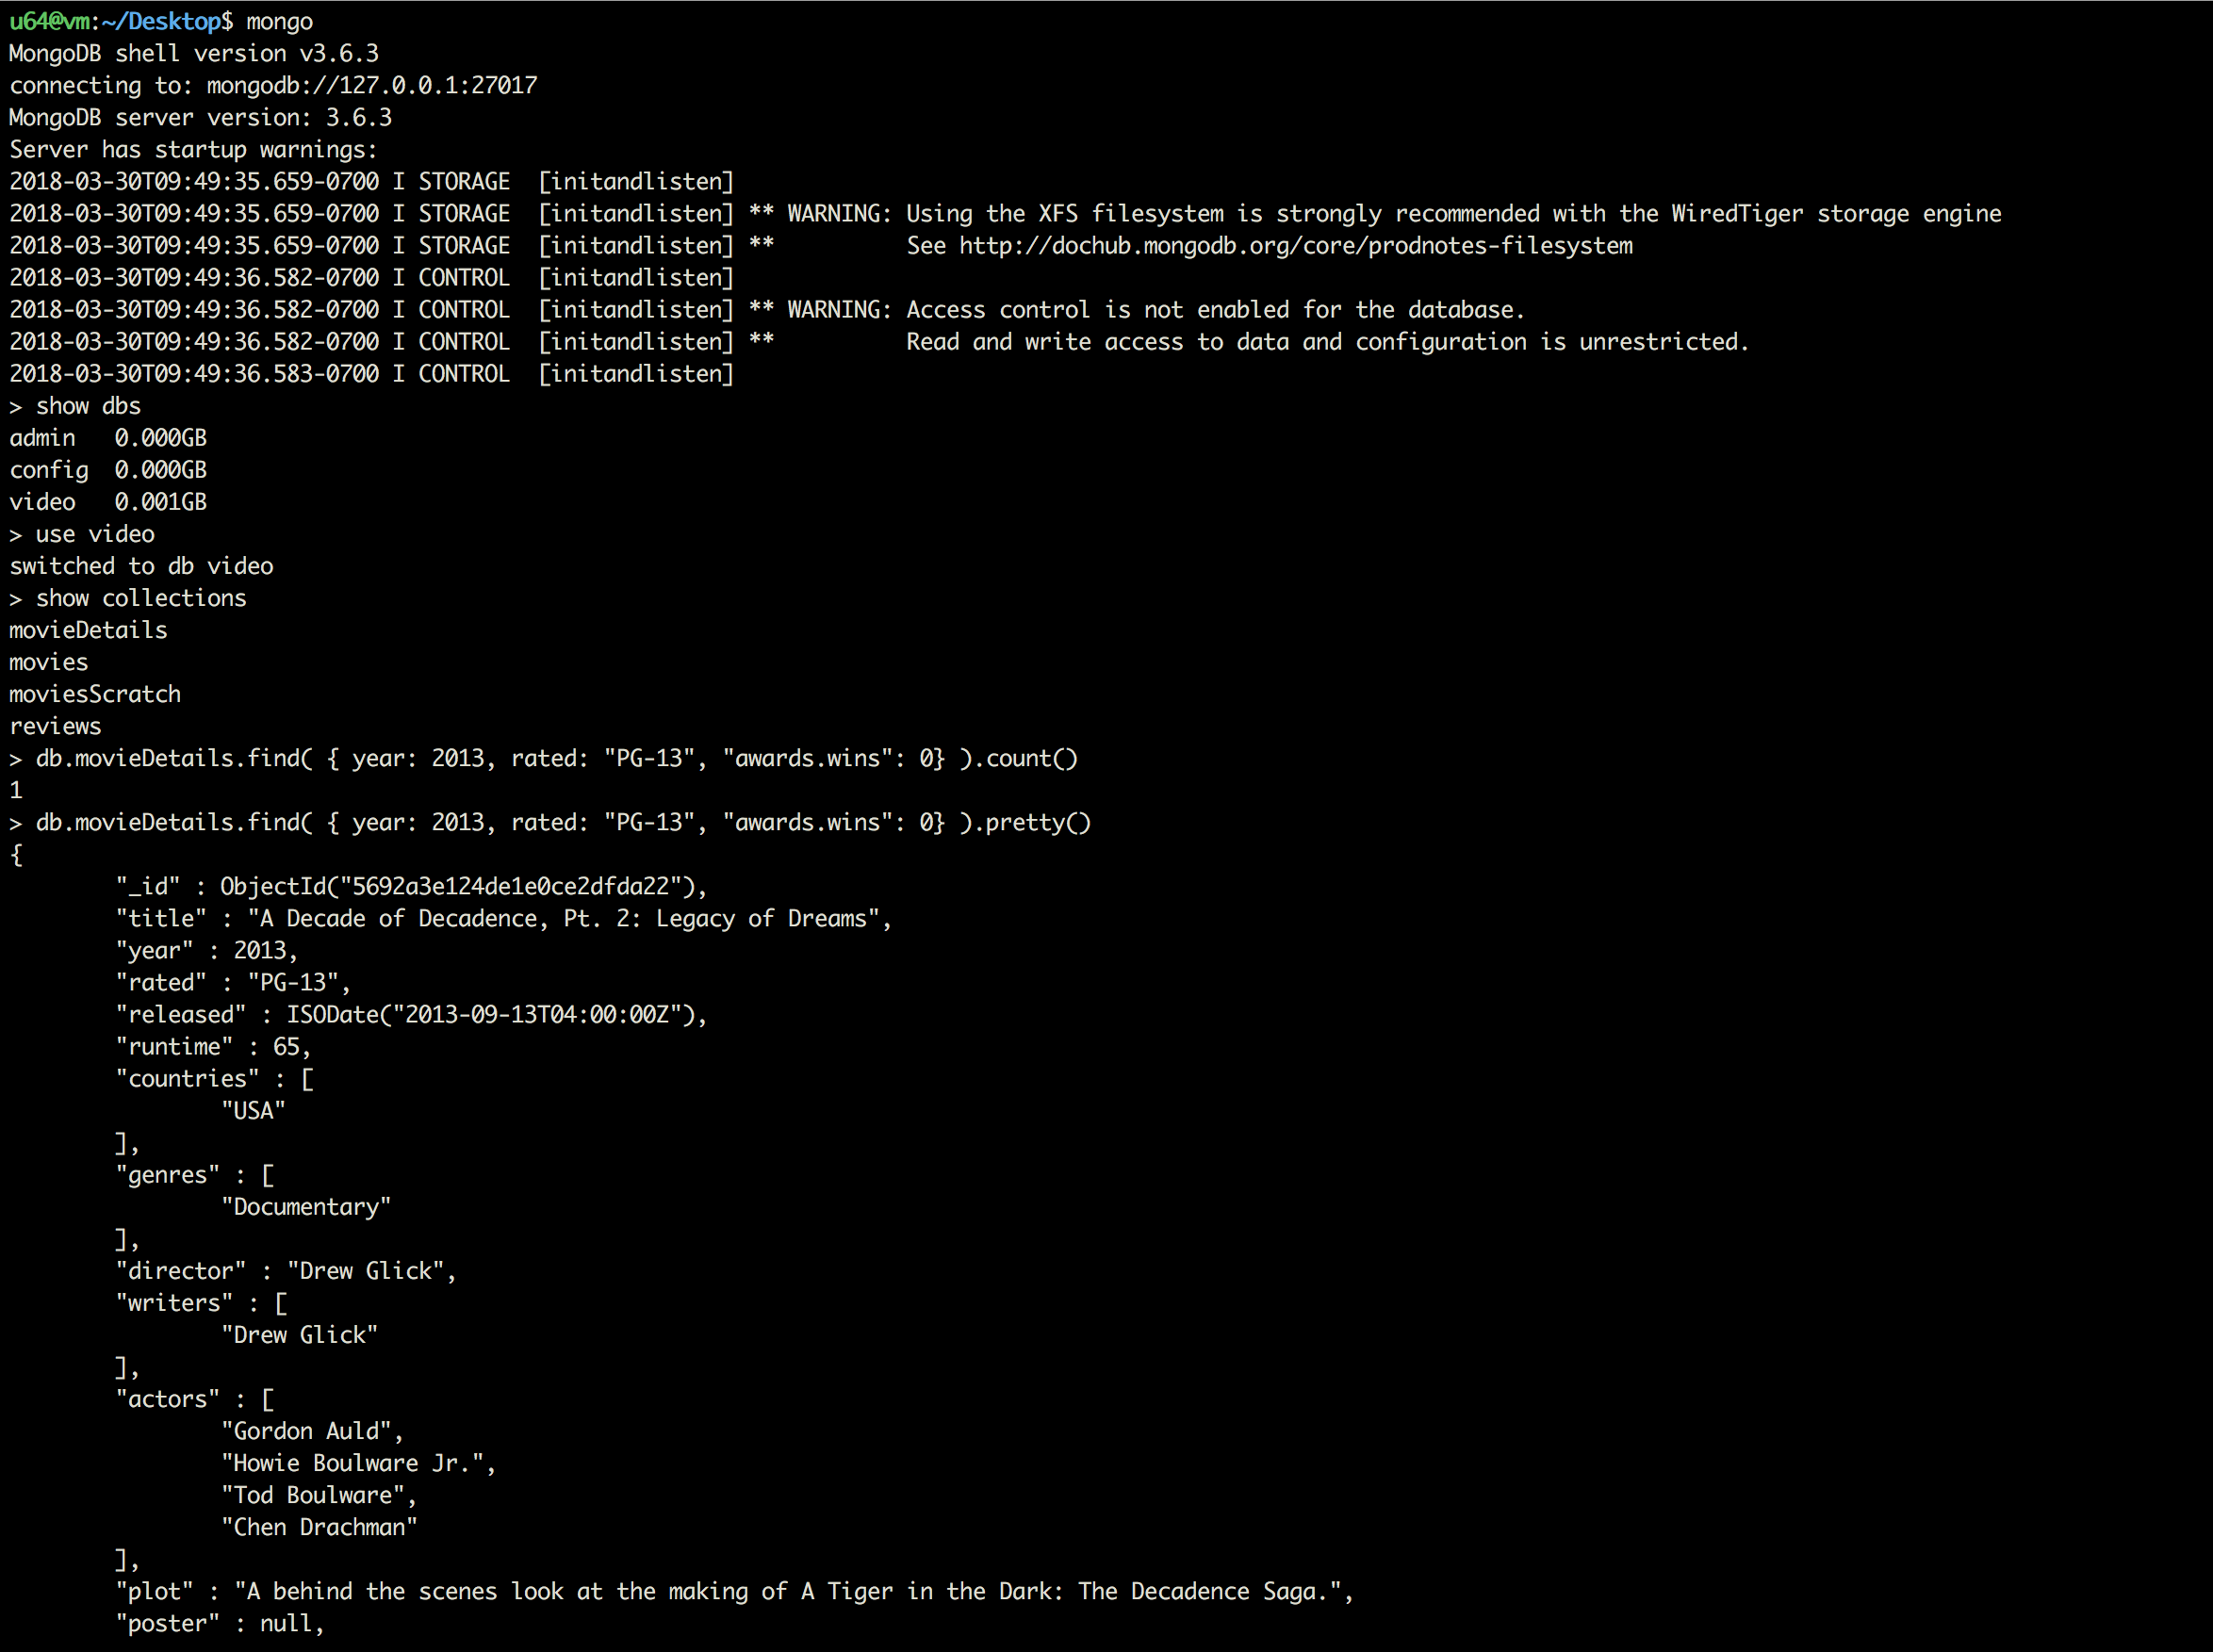 u64@vm:~/Desktop$ mongo
MongoDB shell version v3.6.3
connecting to: mongodb://127.0.0.1:27017
MongoDB server version: 3.6.3
Server has startup warnings:
2018-03-30T09:49:35.659-0700 I STORAGE  [initandlisten]
2018-03-30T09:49:35.659-0700 I STORAGE  [initandlisten] ** WARNING: Using the XFS filesystem is strongly recommended with the WiredTiger storage engine
2018-03-30T09:49:35.659-0700 I STORAGE  [initandlisten] **          See http://dochub.mongodb.org/core/prodnotes-filesystem
2018-03-30T09:49:36.582-0700 I CONTROL  [initandlisten]
2018-03-30T09:49:36.582-0700 I CONTROL  [initandlisten] ** WARNING: Access control is not enabled for the database.
2018-03-30T09:49:36.582-0700 I CONTROL  [initandlisten] **          Read and write access to data and configuration is unrestricted.
2018-03-30T09:49:36.583-0700 I CONTROL  [initandlisten]
> show dbs
admin   0.000GB
config  0.000GB
video   0.001GB
> use video
switched to db video
> show collections
movieDetails
movies
moviesScratch
reviews
> db.movieDetails.find( { year: 2013, rated: "PG-13", "awards.wins": 0} ).count()
1
> db.movieDetails.find( { year: 2013, rated: "PG-13", "awards.wins": 0} ).pretty()
{
        "_id" : ObjectId("5692a3e124de1e0ce2dfda22"),
        "title" : "A Decade of Decadence, Pt. 2: Legacy of Dreams",
        "year" : 2013,
        "rated" : "PG-13",
        "released" : ISODate("2013-09-13T04:00:00Z"),
        "runtime" : 65,
        "countries" : [
                "USA"
        ],
        "genres" : [
                "Documentary"
        ],
        "director" : "Drew Glick",
        "writers" : [
                "Drew Glick"
        ],
        "actors" : [
                "Gordon Auld",
                "Howie Boulware Jr.",
                "Tod Boulware",
                "Chen Drachman"
        ],
        "plot" : "A behind the scenes look at the making of A Tiger in the Dark: The Decadence Saga.",
        "poster" : null,